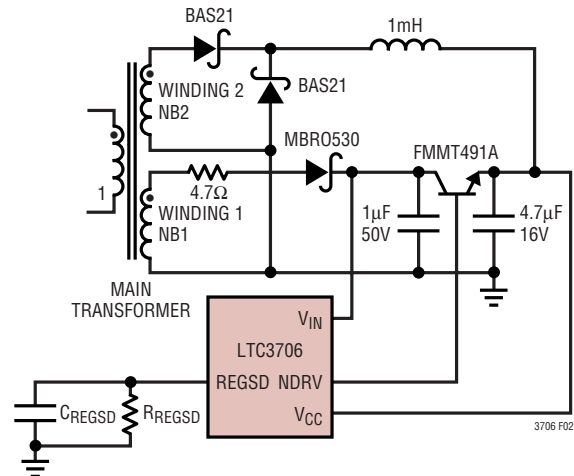 BAS21
1mH
WINDING 2
NB2
BAS21
MBRO530
FMMT491A
1
4.7Ω
WINDING 1
NB1
1µF
50V
4.7µF
16V
MAIN
TRANSFORMER
VIN
LTC3706
REGSD NDRV
VCC
CREGSD
RREGSD
3706 F02